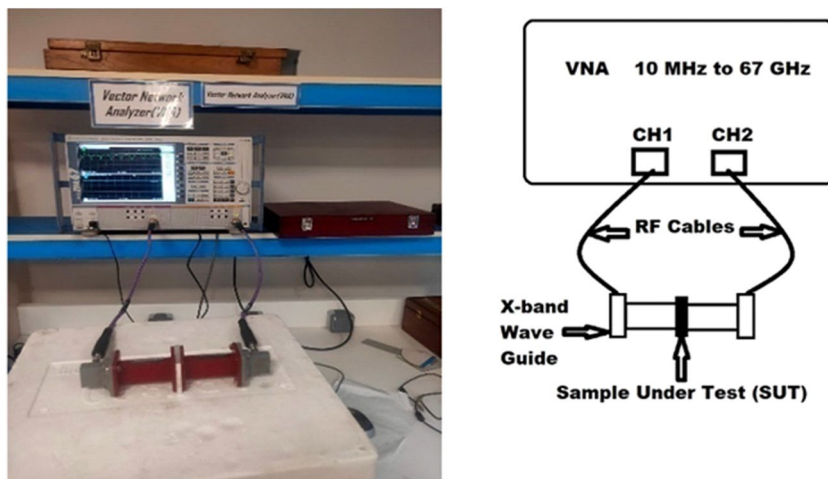 Vector Network
Analyzer(VNA)
Vector Network Analyzer(VNA)
VNA 10 MHz to 67 GHz
CH1 CH2
RF Cables
X-band
Wave
Guide
Sample Under Test (SUT)